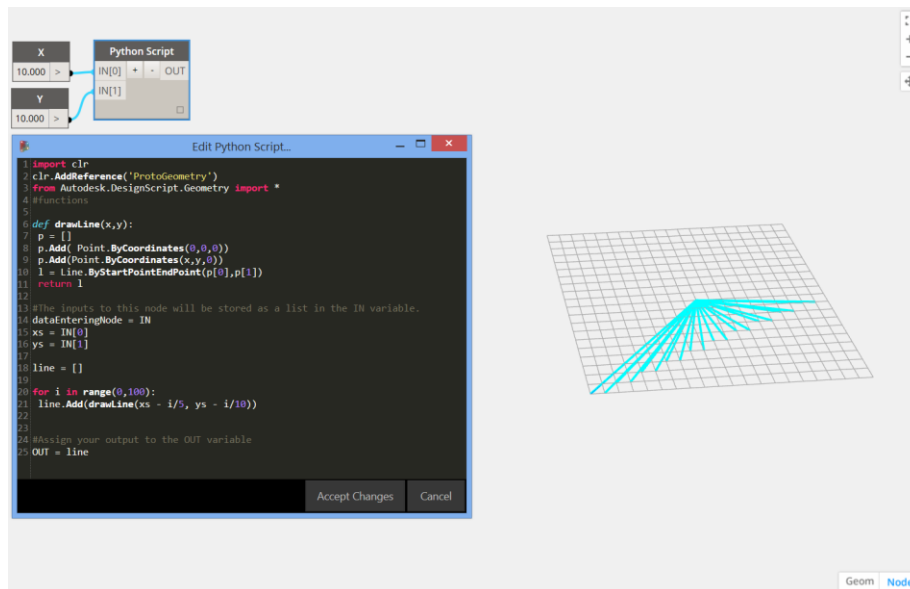 X
10.000 >
Y
10.000 >
Python Script
IN[0] + - OUT
IN[1]
Edit Python Script...
1 import clr
2 clr.AddReference('ProtoGeometry')
3 from Autodesk.DesignScript.Geometry import *
4 #functions
5
6 def drawLine(x,y):
7 p = []
8 p.Add( Point.ByCoordinates(0,0,0))
9 p.Add(Point.ByCoordinates(x,y,0))
10 l = Line.ByStartPointEndPoint(p[0],p[1])
11 return l
12
13 #The inputs to this node will be stored as a list in the IN variable.
14 dataEnteringNode = IN
15 xs = IN[0]
16 ys = IN[1]
17
18 line = []
19
20 for i in range(0,100):
21 line.Add(drawLine(xs - i/5, ys - i/10))
22
23
24 #Assign your output to the OUT variable
25 OUT = line
Accept Changes Cancel
Geom Node